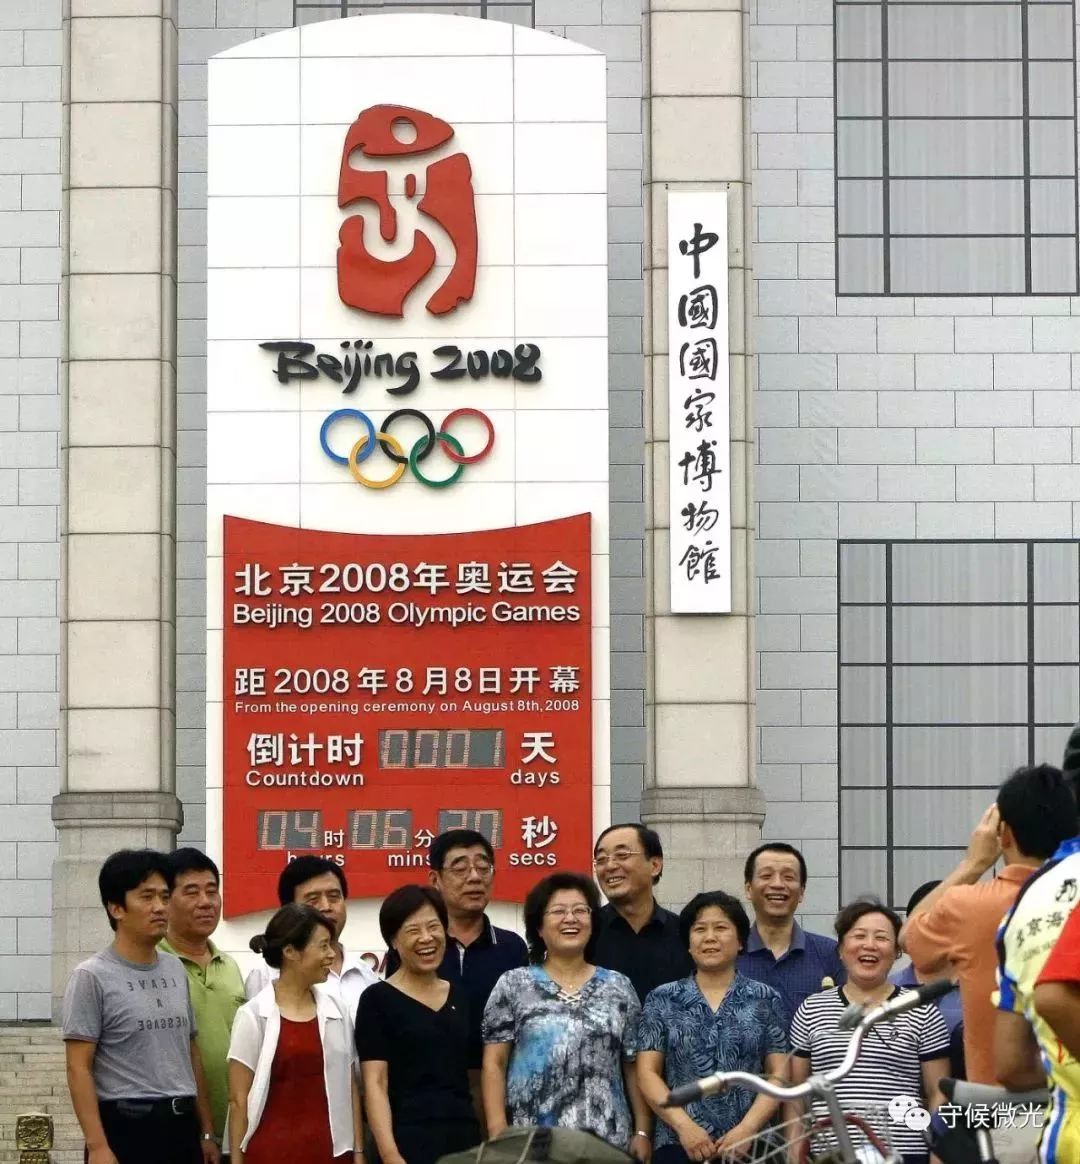 Beijing 2008
中國國家博物館
北京2008年奥运会
Beijing 2008 Olympic Games
距2008年8月8日开幕
From the opening ceremony on August 8th,2008
倒计时 0001 天
Countdown days
04 时 06 分 秒
hours mins secs
LEAVE
A
守候微光